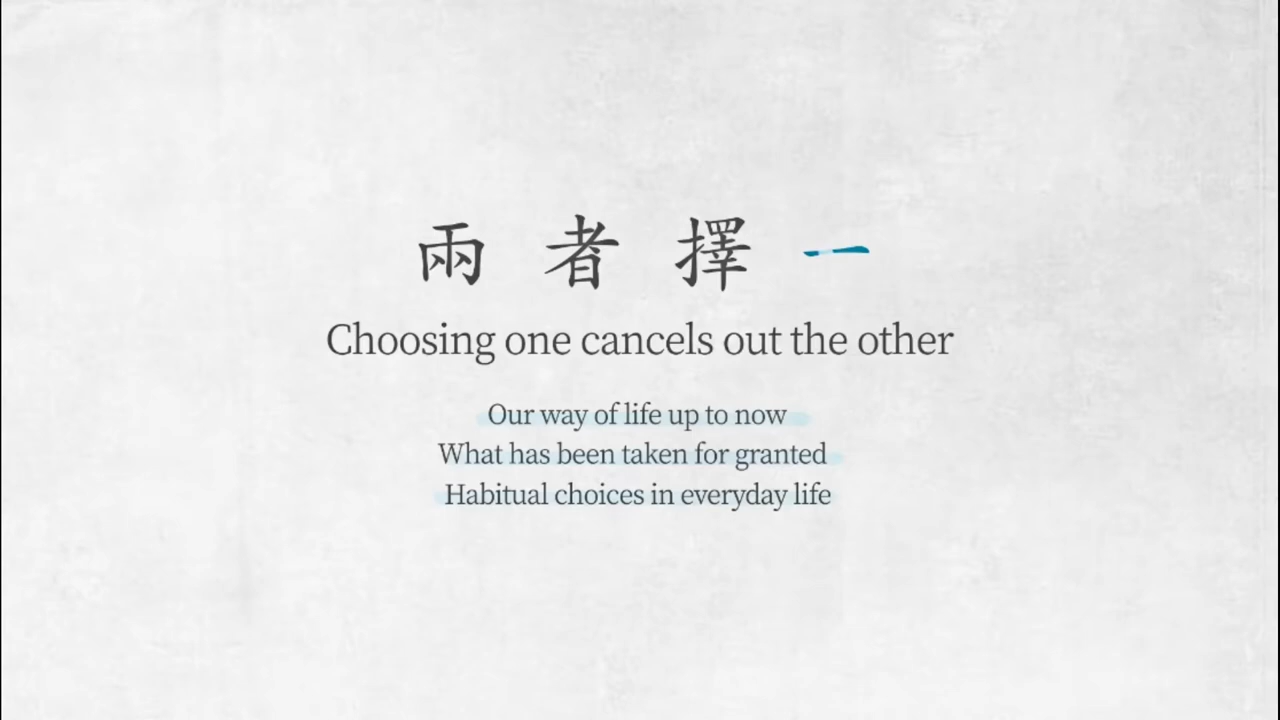 兩者擇一
Choosing one cancels out the other
Our way of life up to now
What has been taken for granted
Habitual choices in everyday life